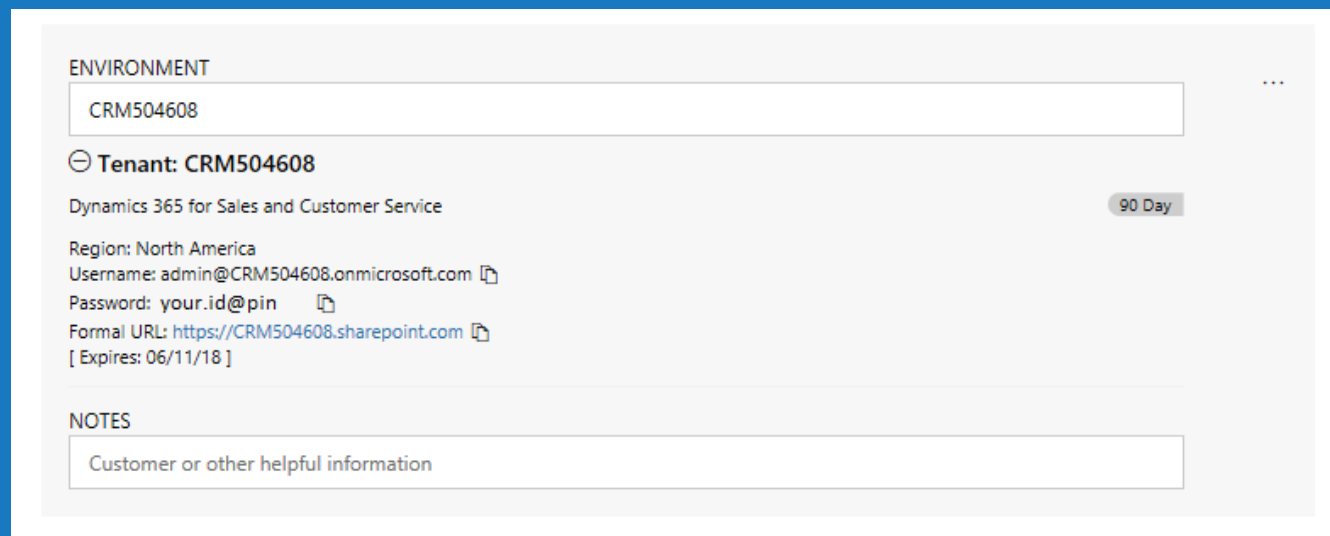 ENVIRONMENT
...
CRM504608
Tenant: CRM504608
Dynamics 365 for Sales and Customer Service
90 Day
Region: North America
Username: admin@CRM504608.onmicrosoft.com
Password: your.id@pin
Formal URL: https://CRM504608.sharepoint.com
[ Expires: 06/11/18 ]
NOTES
Customer or other helpful information